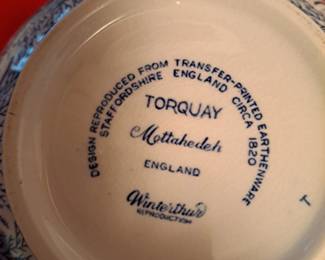 DESIGN REPRODUCED FROM TRANSFER-PRINTED EARTHENWARE
STAFFORDSHIRE ENGLAND CIRCA 1820
TORQUAY
Mottahedeh
ENGLAND
Winterthur
REPRODUCTION
T